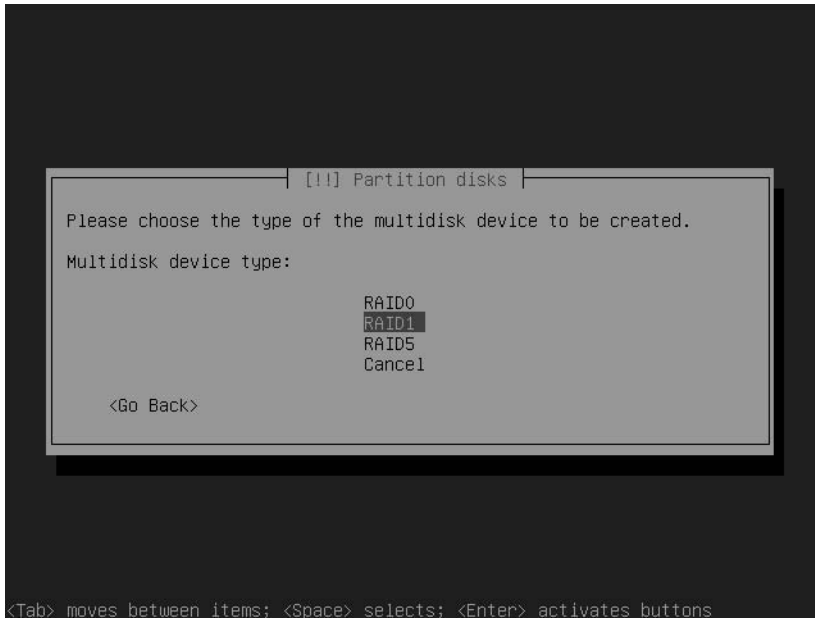 [!!] Partition disks
Please choose the type of the multidisk device to be created.
Multidisk device type:
RAID0
RAID1
RAID5
Cancel
<Go Back>
<Tab> moves between items; <Space> selects; <Enter> activates buttons